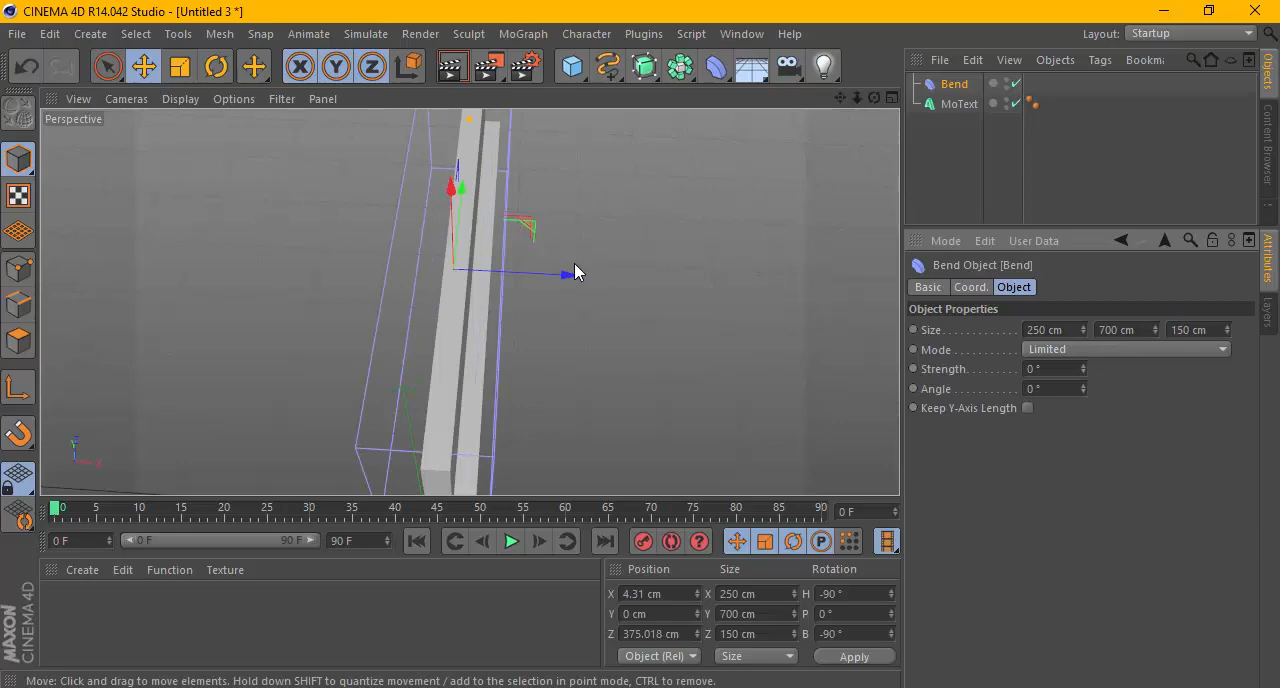 CINEMA 4D R14.042 Studio - [Untitled 3 *]
File Edit Create Select Tools Mesh Snap Animate Simulate Render Sculpt MoGraph Character Plugins Script Window Help Layout: Startup
View Cameras Display Options Filter Panel
Perspective
File Edit View Objects Tags Bookma
Bend
MoText
Objects
Content Browser
Attributes
Layers
Mode Edit User Data
Bend Object [Bend]
Basic Coord. Object
Object Properties
Size 250 cm 700 cm 150 cm
Mode Limited
Strength 0 °
Angle 0 °
Keep Y-Axis Length
X Y Z
Y
X
0 5 10 15 20 25 30 35 40 45 50 55 60 65 70 75 80 85 90 0 F
0 F 0 F 90 F 90 F
Create Edit Function Texture
Position Size Rotation
X 4.31 cm X 250 cm H -90 °
Y 0 cm Y 700 cm P 0 °
Z 375.018 cm Z 150 cm B -90 °
Object (Rel) Size Apply
MAXON
CINEMA 4D
Move: Click and drag to move elements. Hold down SHIFT to quantize movement / add to the selection in point mode, CTRL to remove.